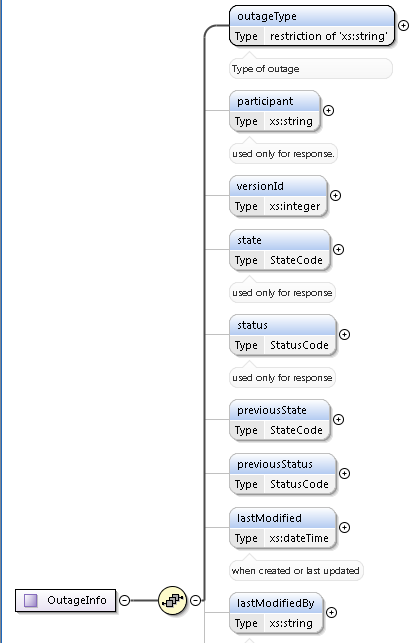 outageType
Type restriction of 'xs:string'
Type of outage
participant
Type xs:string
used only for response.
versionId
Type xs:integer
state
Type StateCode
used only for response
status
Type StatusCode
used only for response
previousState
Type StateCode
previousStatus
Type StatusCode
lastModified
Type xs:dateTime
when created or last updated
OutageInfo
lastModifiedBy
Type xs:string